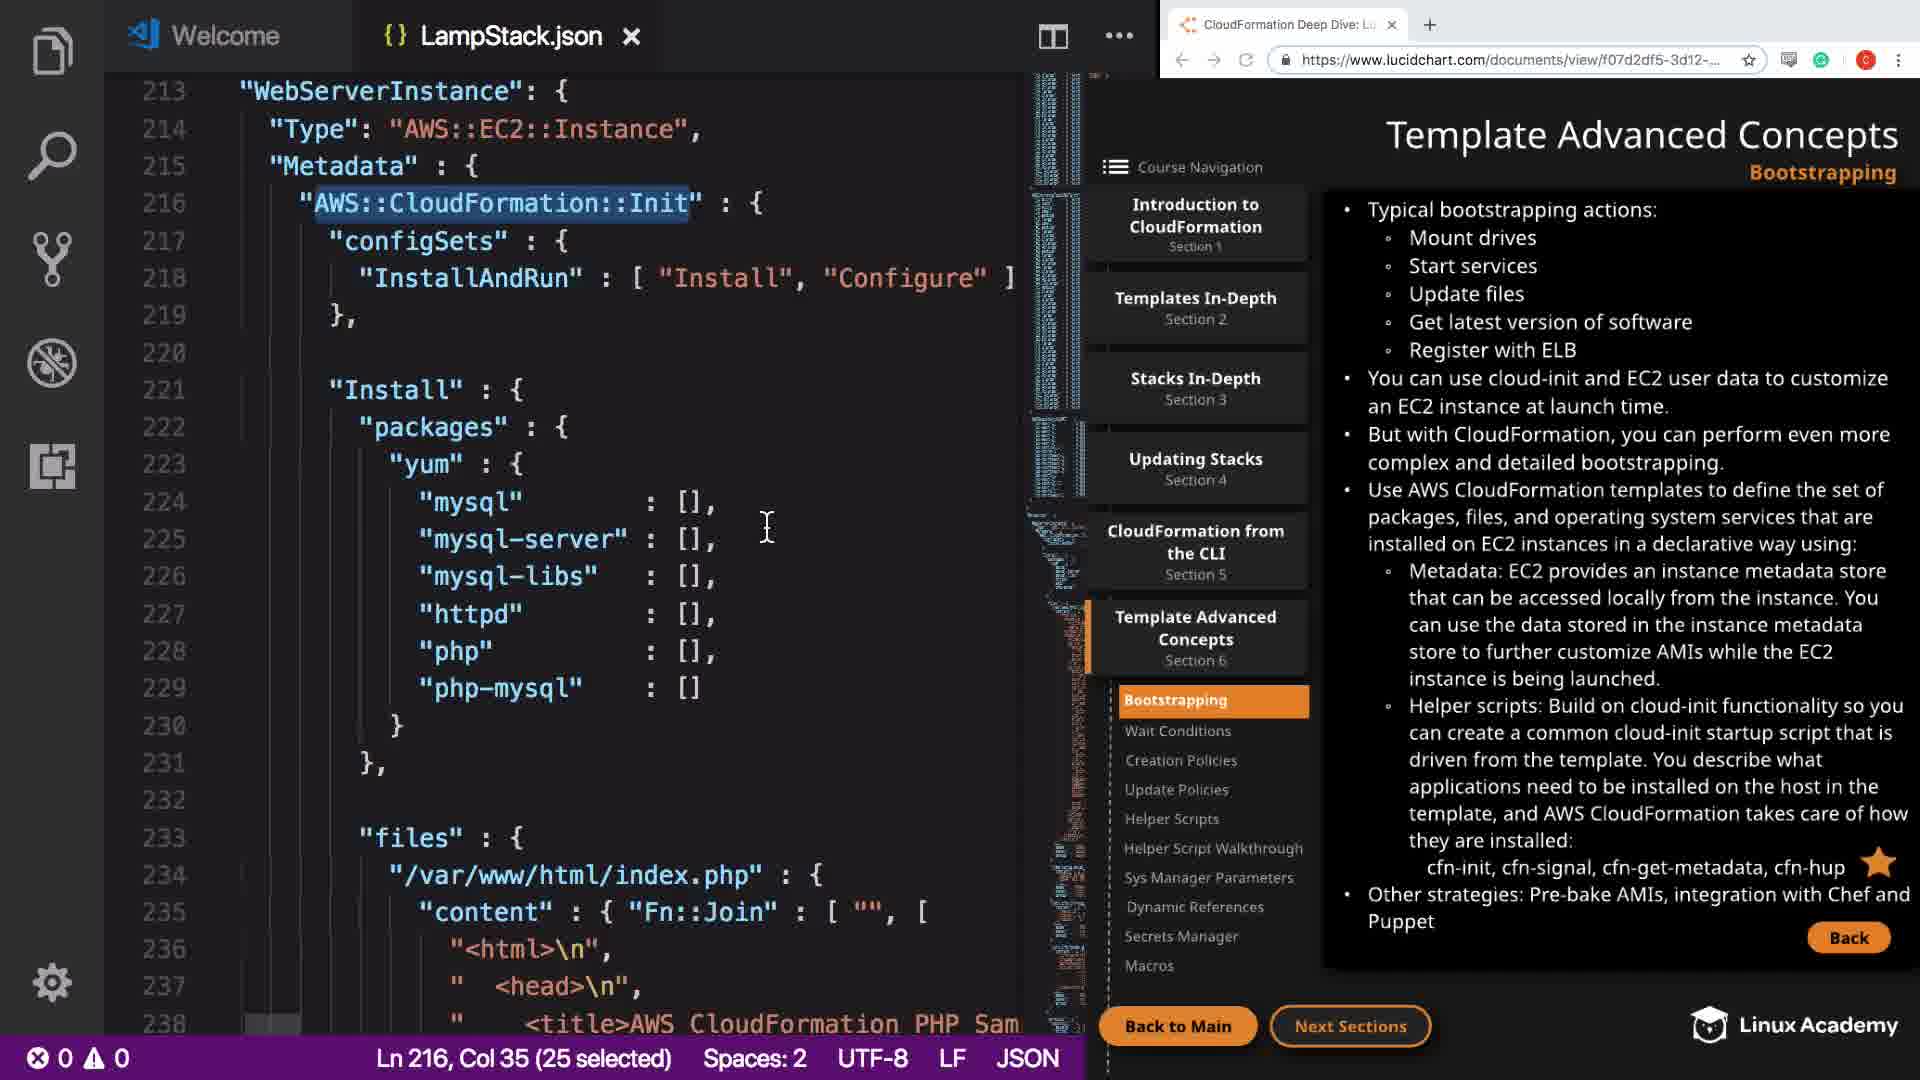 Welcome
{} LampStack.json
213 "WebServerInstance": {
214 "Type": "AWS::EC2::Instance",
215 "Metadata" : {
216 "AWS::CloudFormation::Init" : {
217 "configSets" : {
218 "InstallAndRun" : [ "Install", "Configure" ]
219 },
220
221 "Install" : {
222 "packages" : {
223 "yum" : {
224 "mysql" : [],
225 "mysql-server" : [],
226 "mysql-libs" : [],
227 "httpd" : [],
228 "php" : [],
229 "php-mysql" : []
230 }
231 },
232
233 "files" : {
234 "/var/www/html/index.php" : {
235 "content" : { "Fn::Join" : [ "", [
236 "<html>\n",
237 " <head>\n",
238 " <title>AWS CloudFormation PHP Sam
0 0
Ln 216, Col 35 (25 selected) Spaces: 2 UTF-8 LF JSON
CloudFormation Deep Dive: Lu
https://www.lucidchart.com/documents/view/f07d2df5-3d12-...
C
Template Advanced Concepts
Bootstrapping
Course Navigation
Introduction to
CloudFormation
Section 1
Templates In-Depth
Section 2
Stacks In-Depth
Section 3
Updating Stacks
Section 4
CloudFormation from
the CLI
Section 5
Template Advanced
Concepts
Section 6
Bootstrapping
Wait Conditions
Creation Policies
Update Policies
Helper Scripts
Helper Script Walkthrough
Sys Manager Parameters
Dynamic References
Secrets Manager
Macros
• Typical bootstrapping actions:
◦ Mount drives
◦ Start services
◦ Update files
◦ Get latest version of software
◦ Register with ELB
• You can use cloud-init and EC2 user data to customize
an EC2 instance at launch time.
• But with CloudFormation, you can perform even more
complex and detailed bootstrapping.
• Use AWS CloudFormation templates to define the set of
packages, files, and operating system services that are
installed on EC2 instances in a declarative way using:
◦ Metadata: EC2 provides an instance metadata store
that can be accessed locally from the instance. You
can use the data stored in the instance metadata
store to further customize AMIs while the EC2
instance is being launched.
◦ Helper scripts: Build on cloud-init functionality so you
can create a common cloud-init startup script that is
driven from the template. You describe what
applications need to be installed on the host in the
template, and AWS CloudFormation takes care of how
they are installed:
cfn-init, cfn-signal, cfn-get-metadata, cfn-hup
• Other strategies: Pre-bake AMIs, integration with Chef and
Puppet
Back
Back to Main
Next Sections
Linux Academy